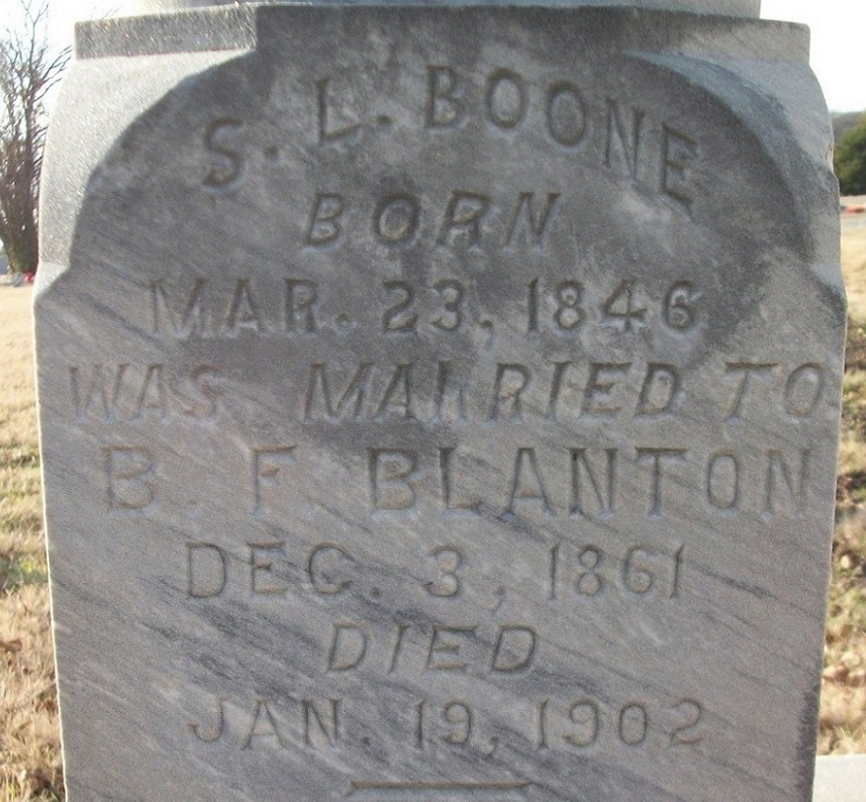 S. L. BOONE
BORN
MAR. 23, 1846
WAS MARRIED TO
B. F. BLANTON
DEC. 3, 1861
DIED
JAN. 19, 1902